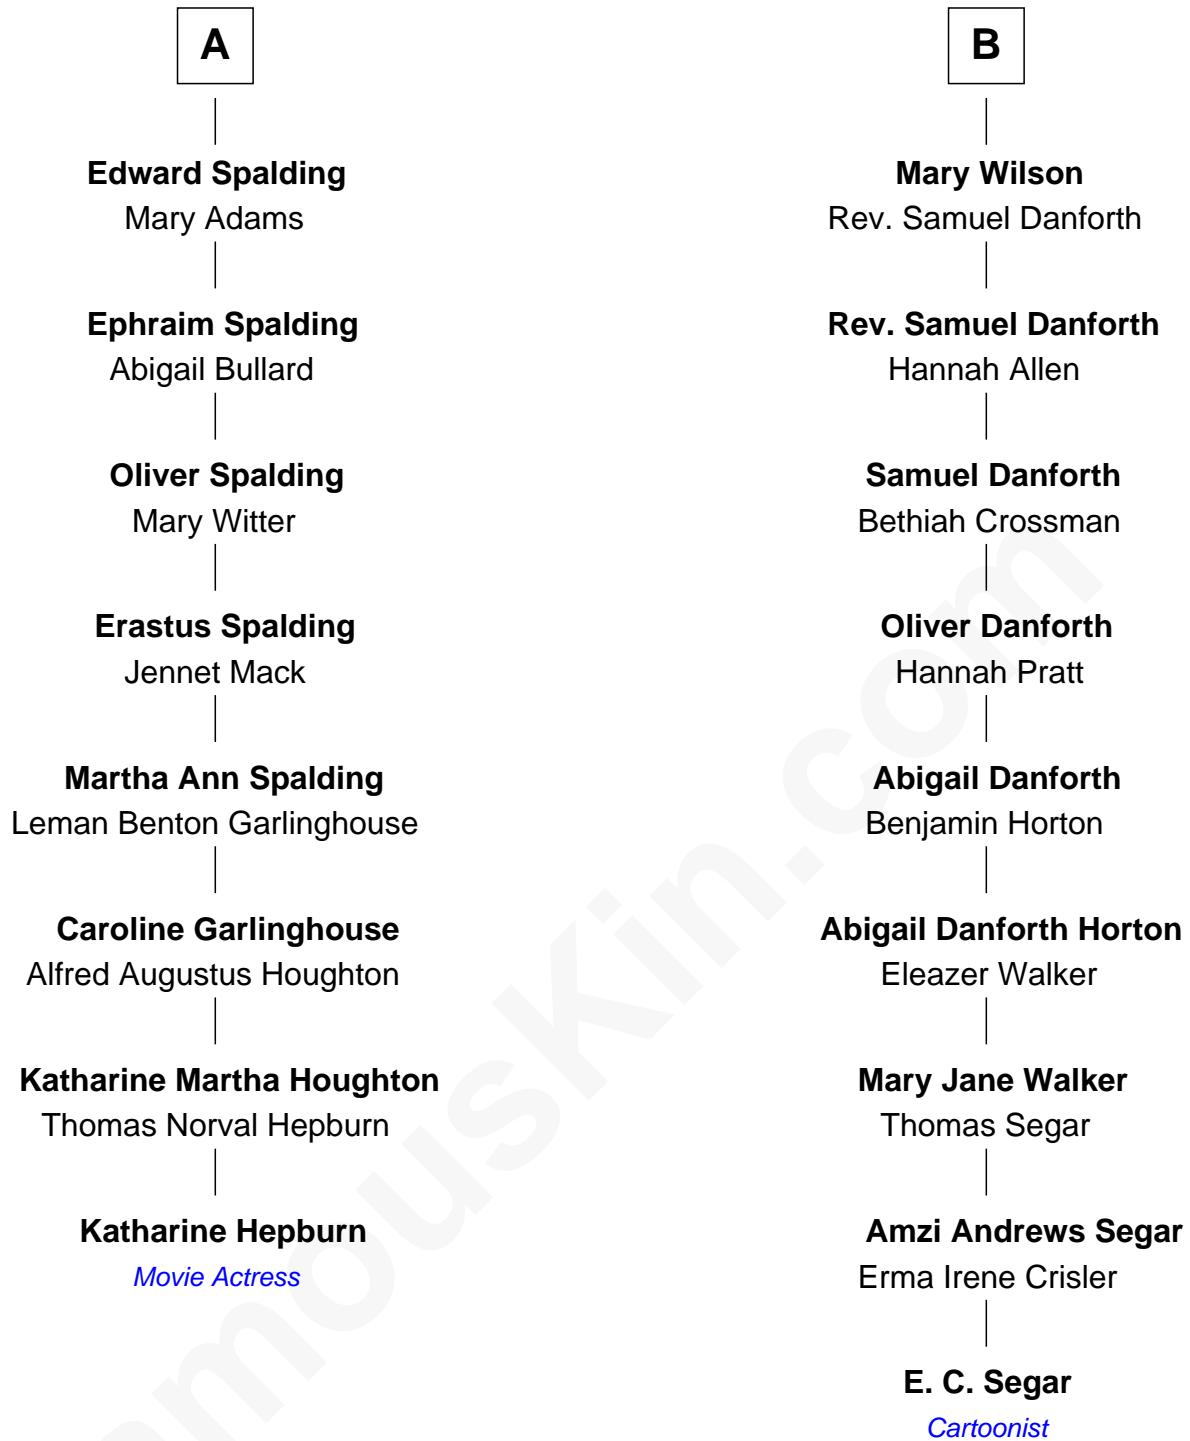 A
Edward Spalding
Mary Adams
Ephraim Spalding
Abigail Bullard
Oliver Spalding
Mary Witter
Erastus Spalding
Jennet Mack
Martha Ann Spalding
Leman Benton Garlinghouse
Caroline Garlinghouse
Alfred Augustus Houghton
Katharine Martha Houghton
Thomas Norval Hepburn
Katharine Hepburn
Movie Actress
B
Mary Wilson
Rev. Samuel Danforth
Rev. Samuel Danforth
Hannah Allen
Samuel Danforth
Bethiah Crossman
Oliver Danforth
Hannah Pratt
Abigail Danforth
Benjamin Horton
Abigail Danforth Horton
Eleazer Walker
Mary Jane Walker
Thomas Segar
Amzi Andrews Segar
Erma Irene Crisler
E. C. Segar
Cartoonist
amousKin.com